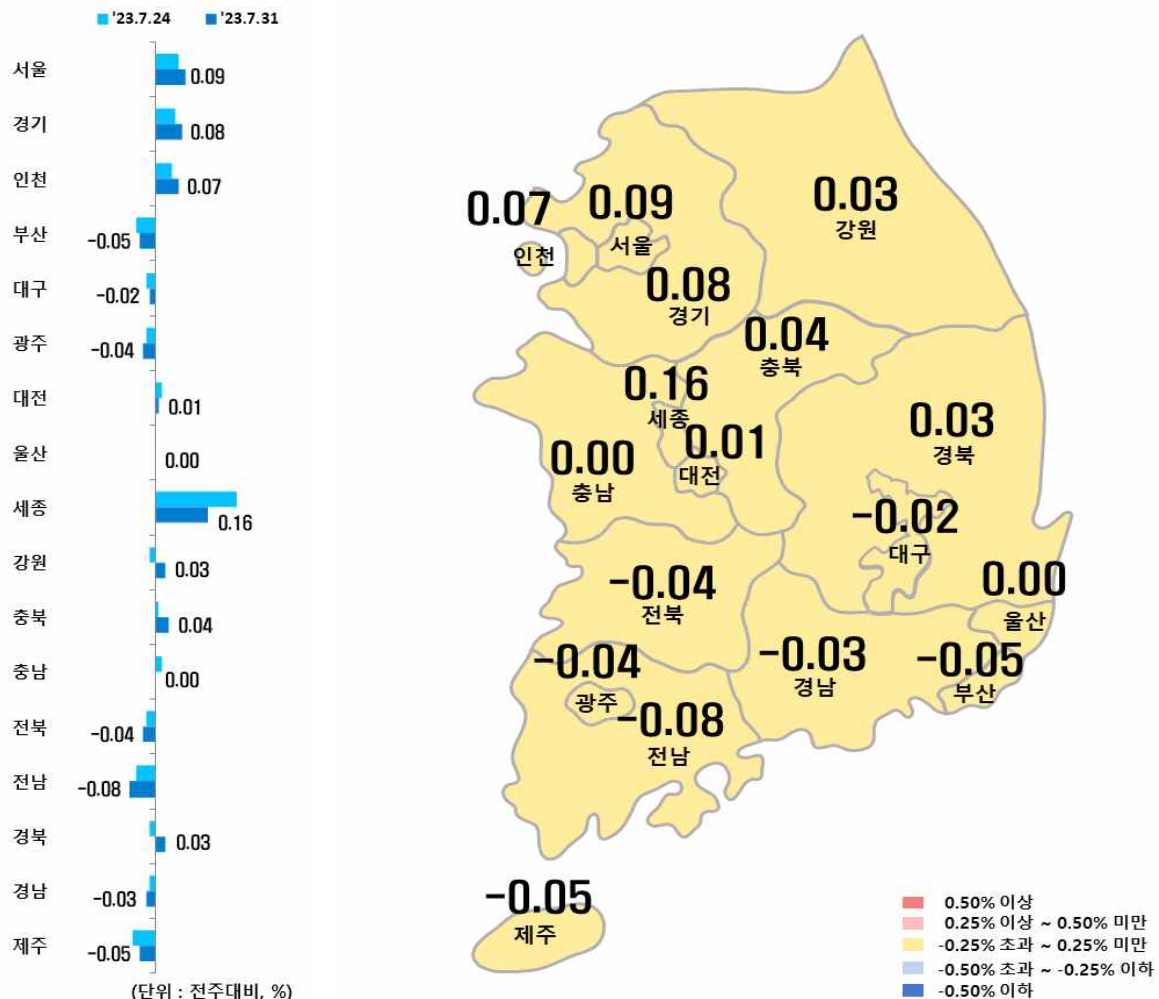 '23.7.24 '23.7.31
서울 0.09
경기 0.08
인천 0.07
부산 -0.05
대구 -0.02
광주 -0.04
대전 0.01
울산 0.00
세종 0.16
강원 0.03
충북 0.04
충남 0.00
전북 -0.04
전남 -0.08
경북 0.03
경남 -0.03
제주 -0.05
(단위 : 전주대비, %)
0.07
인천
0.09
서울
0.03
강원
0.08
경기
0.04
충북
0.16
세종
0.03
경북
0.01
대전
0.00
충남
-0.02
대구
0.00
울산
-0.04
전북
-0.03
경남
-0.05
부산
-0.04
광주
-0.08
전남
-0.05
제주
0.50% 이상
0.25% 이상 ~ 0.50% 미만
-0.25% 초과 ~ 0.25% 미만
-0.50% 초과 ~ -0.25% 이하
-0.50% 이하